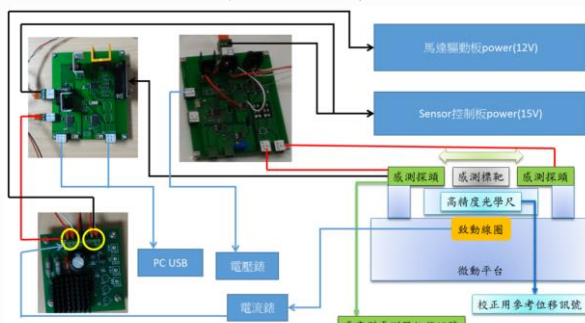 馬達驅動板power(12V)
Sensor控制板power(15V)
感測探頭
感測標靶
感測探頭
高精度光學尺
致動線圈
微動平台
PC USB
電壓錶
電流錶
校正用參考位移訊號